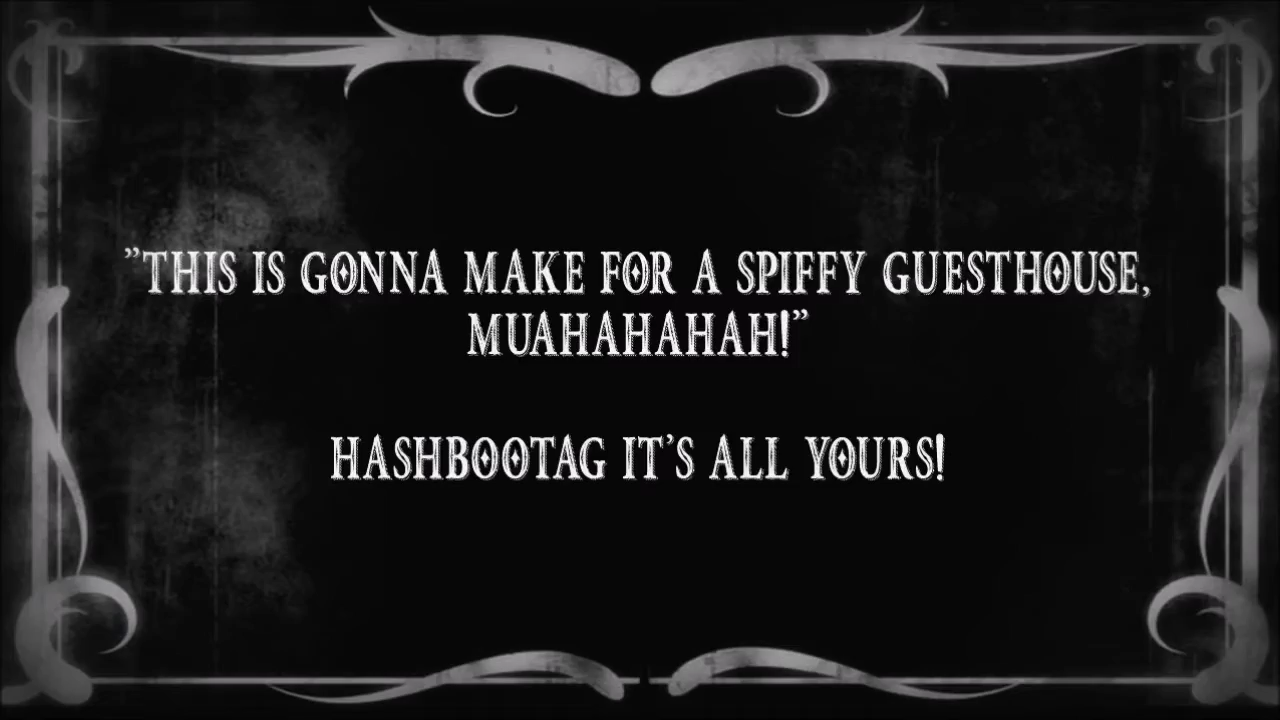 ”THIS IS GONNA MAKE FOR A SPIFFY GUESTHOUSE,
MUAHAHAHAH!”
HASHBOOTAG IT’S ALL YOURS!